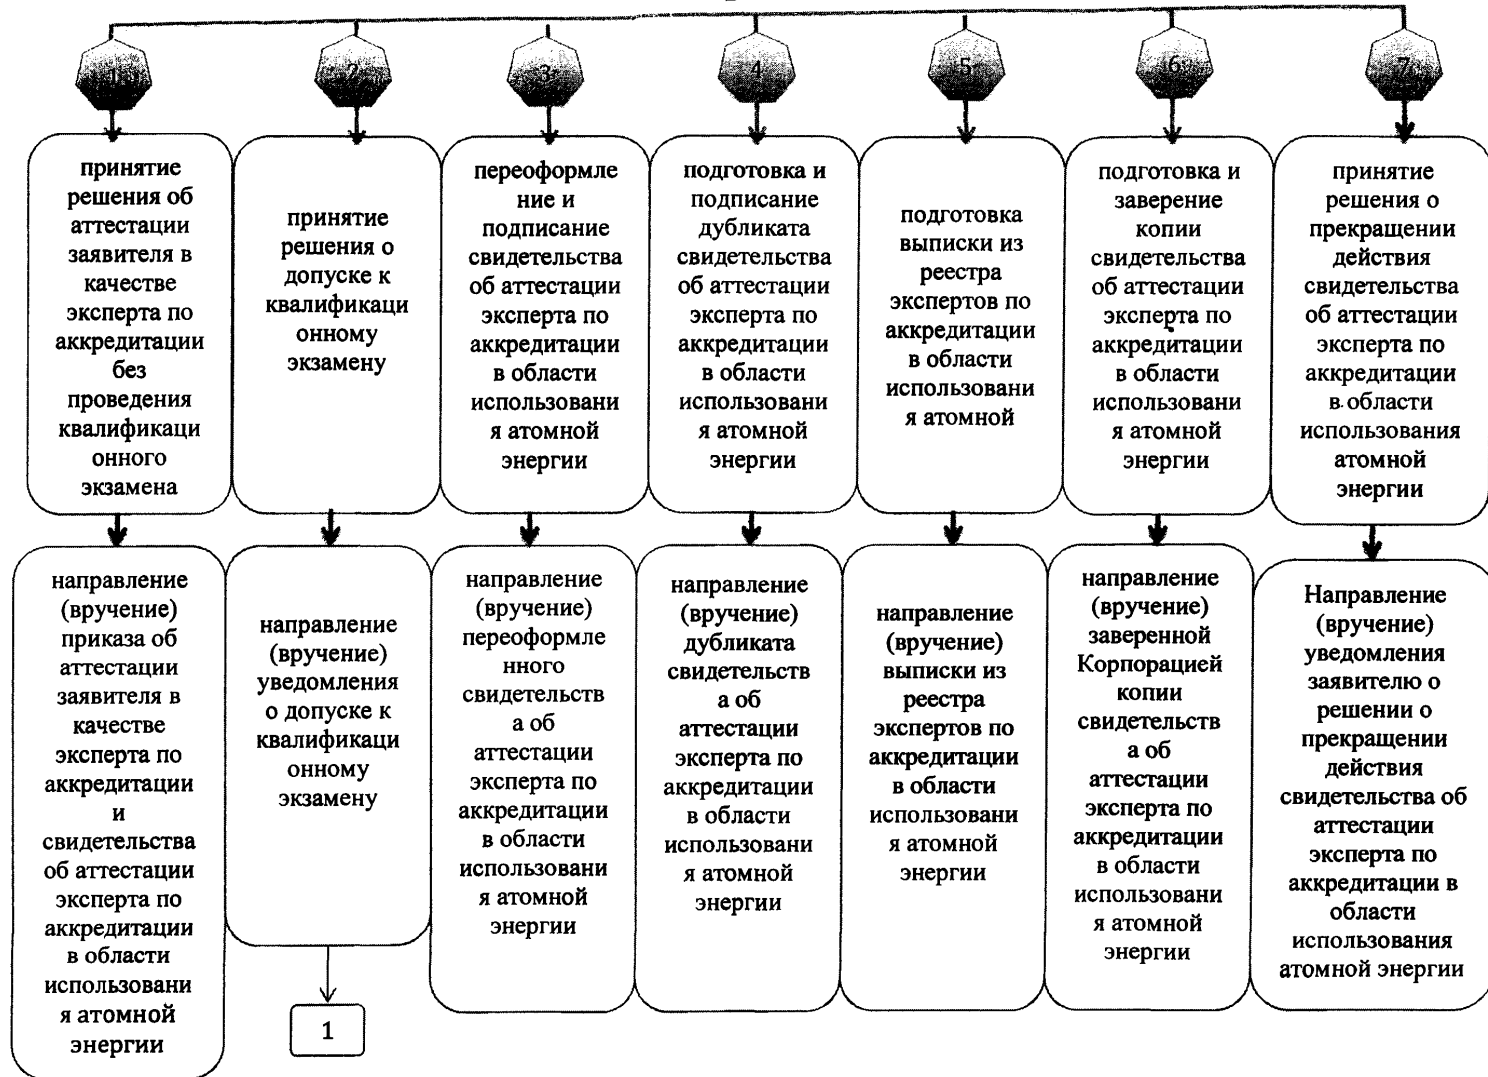 1
2
3
4
5
6
7
принятие
решения об
аттестации
заявителя в
качестве
эксперта по
аккредитации
без
проведения
квалификаци
онного
экзамена
принятие
решения о
допуске к
квалификаци
онному
экзамену
переоформле
ние и
подписание
свидетельства
об аттестации
эксперта по
аккредитации
в области
использовани
я атомной
энергии
подготовка и
подписание
дубликата
свидетельства
об аттестации
эксперта по
аккредитации
в области
использовани
я атомной
энергии
подготовка
выписки из
реестра
экспертов по
аккредитации
в области
использовани
я атомной
подготовка и
заверение
копии
свидетельства
об аттестации
эксперта по
аккредитации
в области
использовани
я атомной
энергии
принятие
решения о
прекращении
действия
свидетельства
об аттестации
эксперта по
аккредитации
в области
использования
атомной
энергии
направление
(вручение)
приказа об
аттестации
заявителя в
качестве
эксперта по
аккредитации
и
свидетельства
об аттестации
эксперта по
аккредитации
в области
использовани
я атомной
энергии
направление
(вручение)
уведомления
о допуске к
квалификаци
онному
экзамену
1
направление
(вручение)
переоформле
нного
свидетельств
а об
аттестации
эксперта по
аккредитации
в области
использовани
я атомной
энергии
направление
(вручение)
дубликата
свидетельств
а об
аттестации
эксперта по
аккредитации
в области
использовани
я атомной
энергии
направление
(вручение)
выписки из
реестра
экспертов по
аккредитации
в области
использовани
я атомной
энергии
направление
(вручение)
заверенной
Корпорацией
копии
свидетельств
а об
аттестации
эксперта по
аккредитации
в области
использовани
я атомной
энергии
Направление
(вручение)
уведомления
заявителю о
решении о
прекращении
действия
свидетельства об
аттестации
эксперта по
аккредитации в
области
использования
атомной энергии